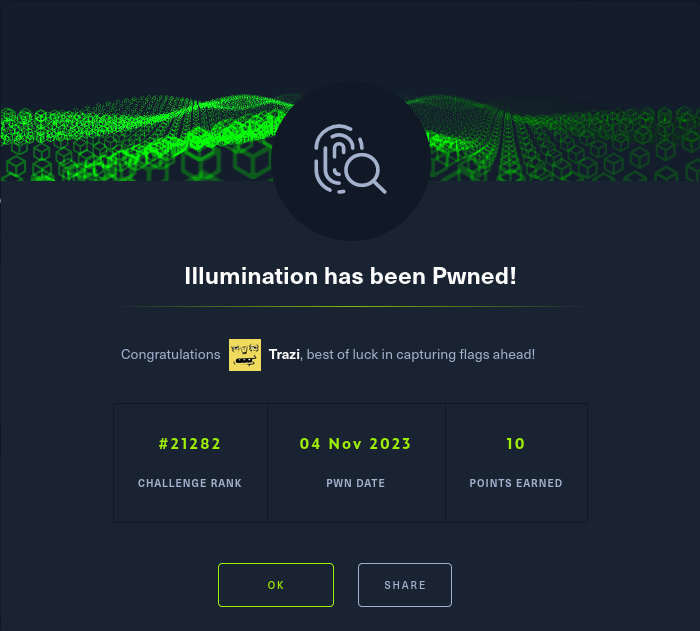 Illumination has been Pwned!
Congratulations Trazi, best of luck in capturing flags ahead!
#21282 04 Nov 2023 10
CHALLENGE RANK PWN DATE POINTS EARNED
OK SHARE